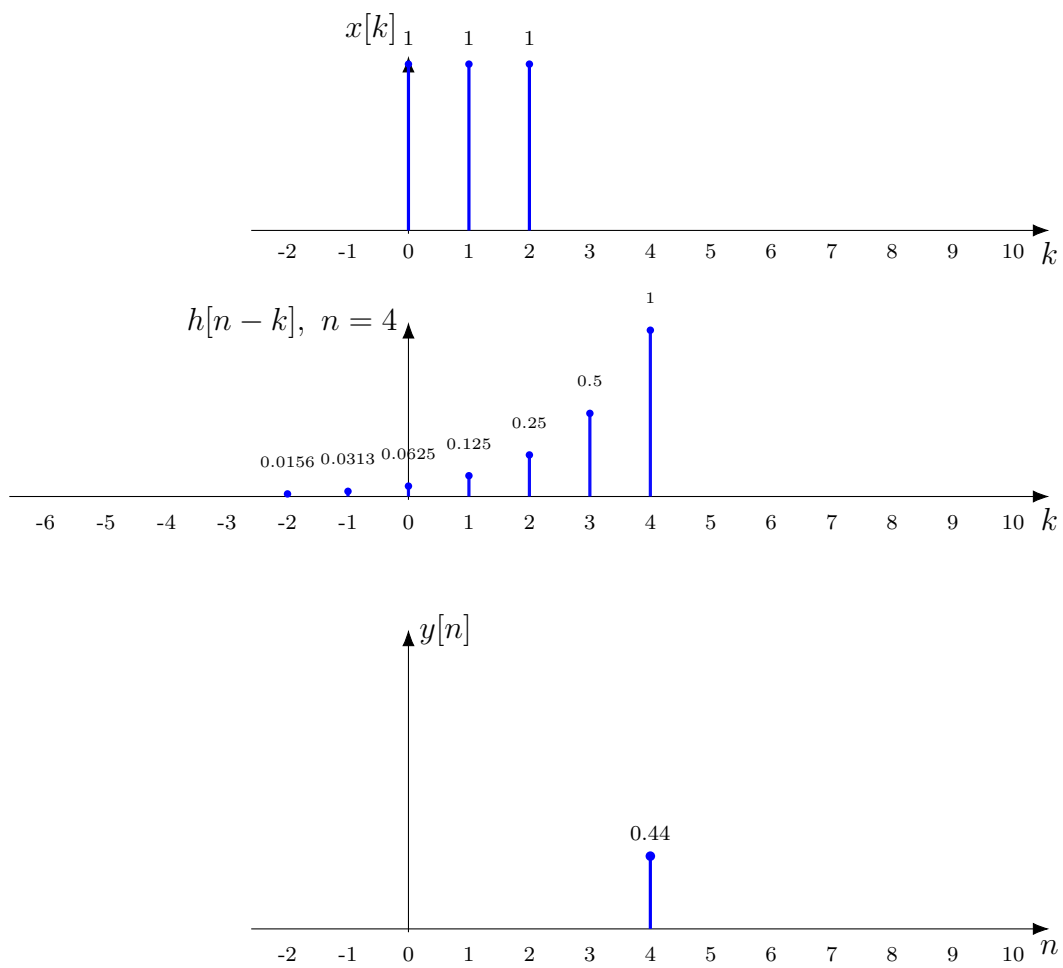 x[k]
1 1 1
-2 -1 0 1 2 3 4 5 6 7 8 9 10
k
h[n − k], n = 4
1
0.5
0.25
0.125
0.0156 0.0313 0.0625
-6 -5 -4 -3 -2 -1 0 1 2 3 4 5 6 7 8 9 10
k
y[n]
0.44
-2 -1 0 1 2 3 4 5 6 7 8 9 10
n